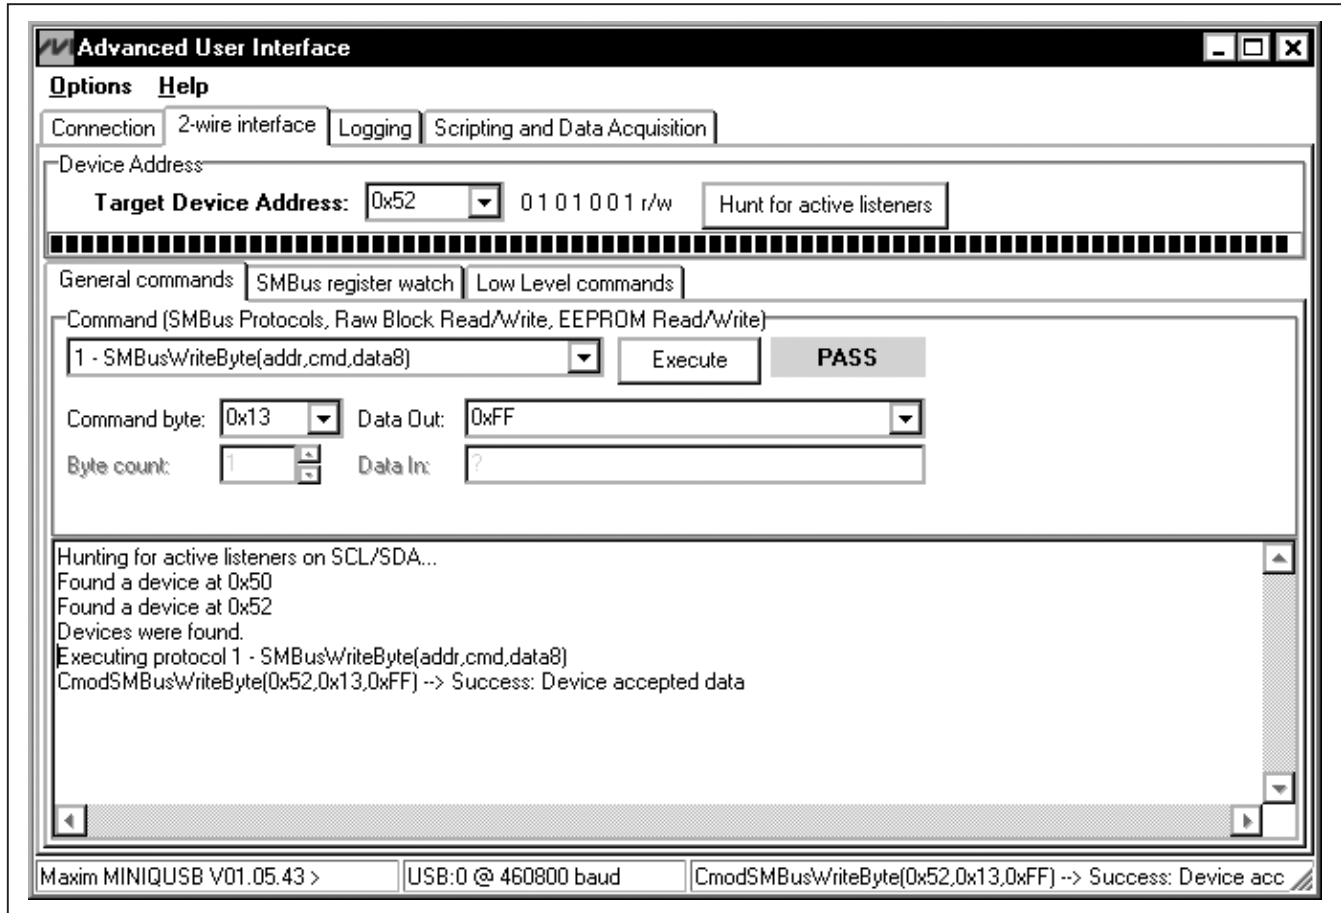 Advanced User Interface
Options Help
Connection 2-wire interface Logging Scripting and Data Acquisition
Device Address
Target Device Address: 0x52 0 1 0 1 0 0 1 r/w Hunt for active listeners
General commands SMBus register watch Low Level commands
Command (SMBus Protocols, Raw Block Read/Write, EEPROM Read/Write)
1 - SMBusWriteByte(addr,cmd,data8) Execute PASS
Command byte: 0x13 Data Out: 0xFF
Byte count: 1 Data In: ?
Hunting for active listeners on SCL/SDA...
Found a device at 0x50
Found a device at 0x52
Devices were found.
Executing protocol 1 - SMBusWriteByte(addr,cmd,data8)
CmodSMBusWriteByte(0x52,0x13,0xFF) --> Success: Device accepted data
Maxim MINIQUSB V01.05.43 > USB:0 @ 460800 baud CmodSMBusWriteByte(0x52,0x13,0xFF) --> Success: Device acc